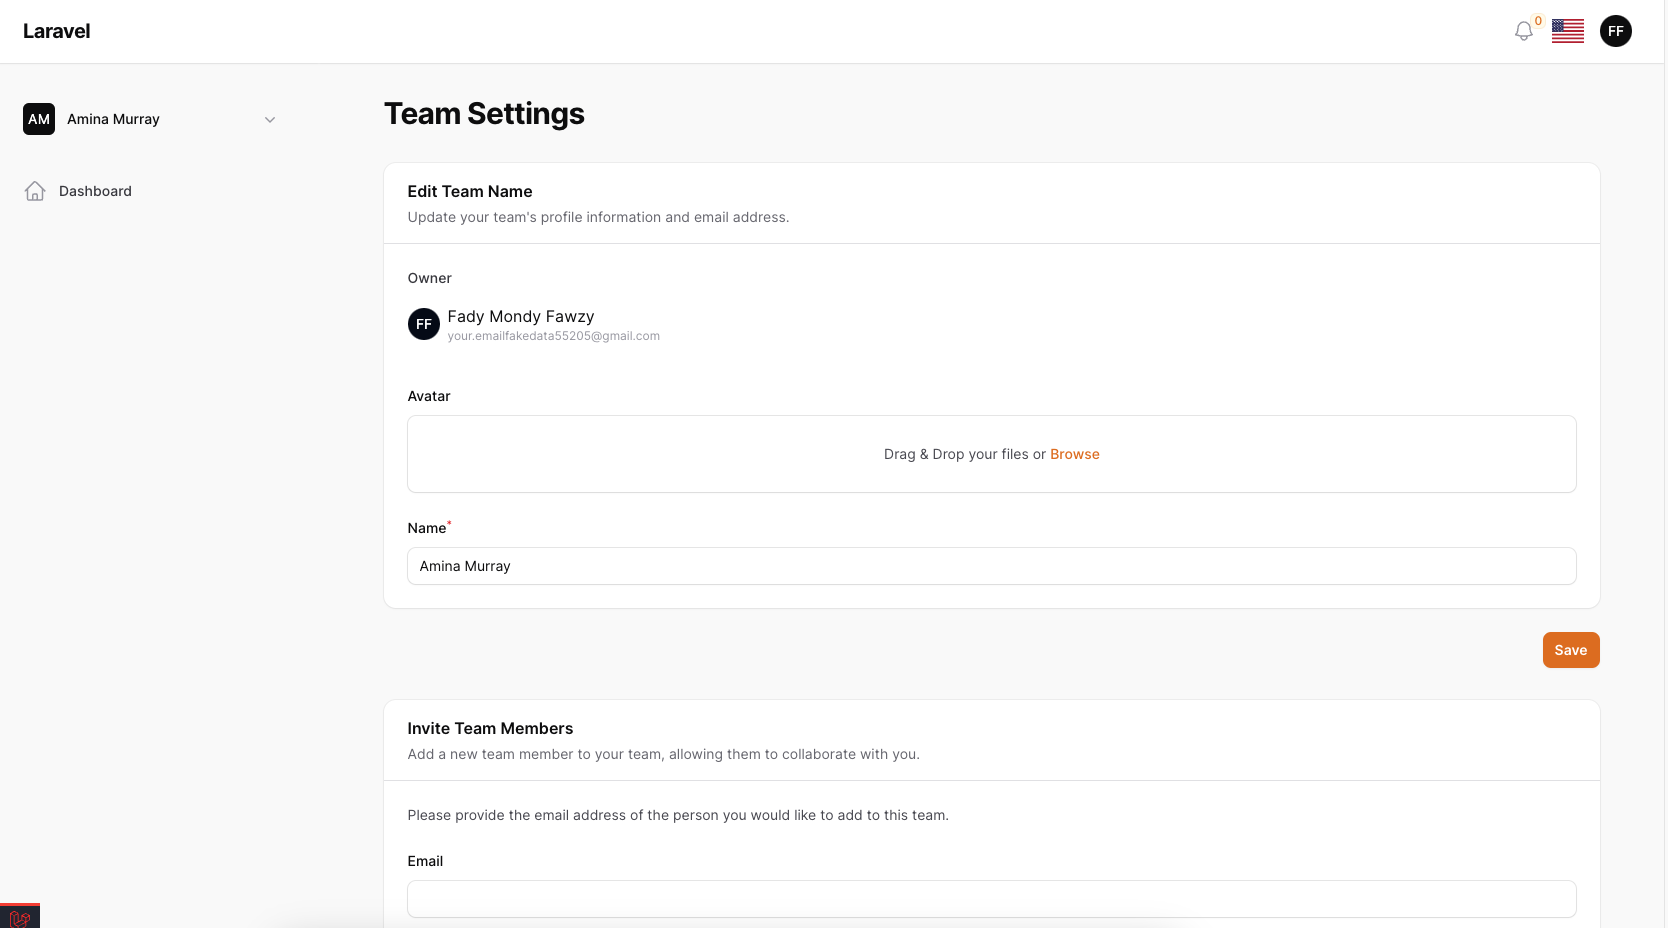 Laravel
0
FF
AM
Amina Murray
Dashboard
Team Settings
Edit Team Name
Update your team's profile information and email address.
Owner
FF
Fady Mondy Fawzy
your.emailfakedata55205@gmail.com
Avatar
Drag & Drop your files or Browse
Name*
Amina Murray
Save
Invite Team Members
Add a new team member to your team, allowing them to collaborate with you.
Please provide the email address of the person you would like to add to this team.
Email